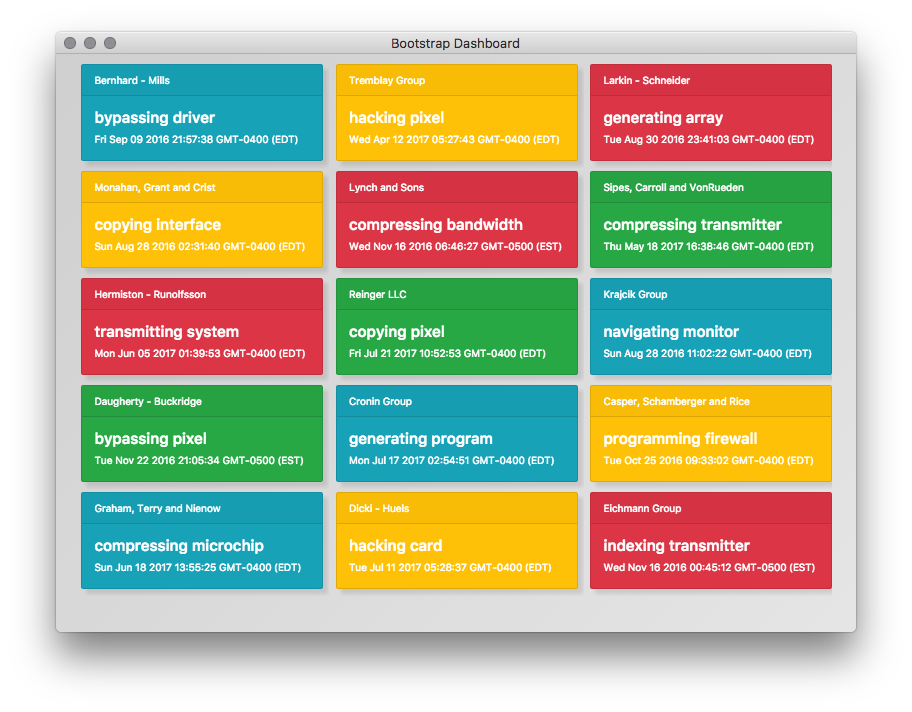 Bootstrap Dashboard
Bernhard - Mills
bypassing driver
Fri Sep 09 2016 21:57:38 GMT-0400 (EDT)
Tremblay Group
hacking pixel
Wed Apr 12 2017 05:27:43 GMT-0400 (EDT)
Larkin - Schneider
generating array
Tue Aug 30 2016 23:41:03 GMT-0400 (EDT)
Monahan, Grant and Crist
copying interface
Sun Aug 28 2016 02:31:40 GMT-0400 (EDT)
Lynch and Sons
compressing bandwidth
Wed Nov 16 2016 06:46:27 GMT-0500 (EST)
Sipes, Carroll and VonRueden
compressing transmitter
Thu May 18 2017 16:38:46 GMT-0400 (EDT)
Hermiston - Runolfsson
transmitting system
Mon Jun 05 2017 01:39:53 GMT-0400 (EDT)
Reinger LLC
copying pixel
Fri Jul 21 2017 10:52:53 GMT-0400 (EDT)
Krajcik Group
navigating monitor
Sun Aug 28 2016 11:02:22 GMT-0400 (EDT)
Daugherty - Buckridge
bypassing pixel
Tue Nov 22 2016 21:05:34 GMT-0500 (EST)
Cronin Group
generating program
Mon Jul 17 2017 02:54:51 GMT-0400 (EDT)
Casper, Schamberger and Rice
programming firewall
Tue Oct 25 2016 09:33:02 GMT-0400 (EDT)
Graham, Terry and Nienow
compressing microchip
Sun Jun 18 2017 13:55:25 GMT-0400 (EDT)
Dicki - Huels
hacking card
Tue Jul 11 2017 05:28:37 GMT-0400 (EDT)
Eichmann Group
indexing transmitter
Wed Nov 16 2016 00:45:12 GMT-0500 (EST)